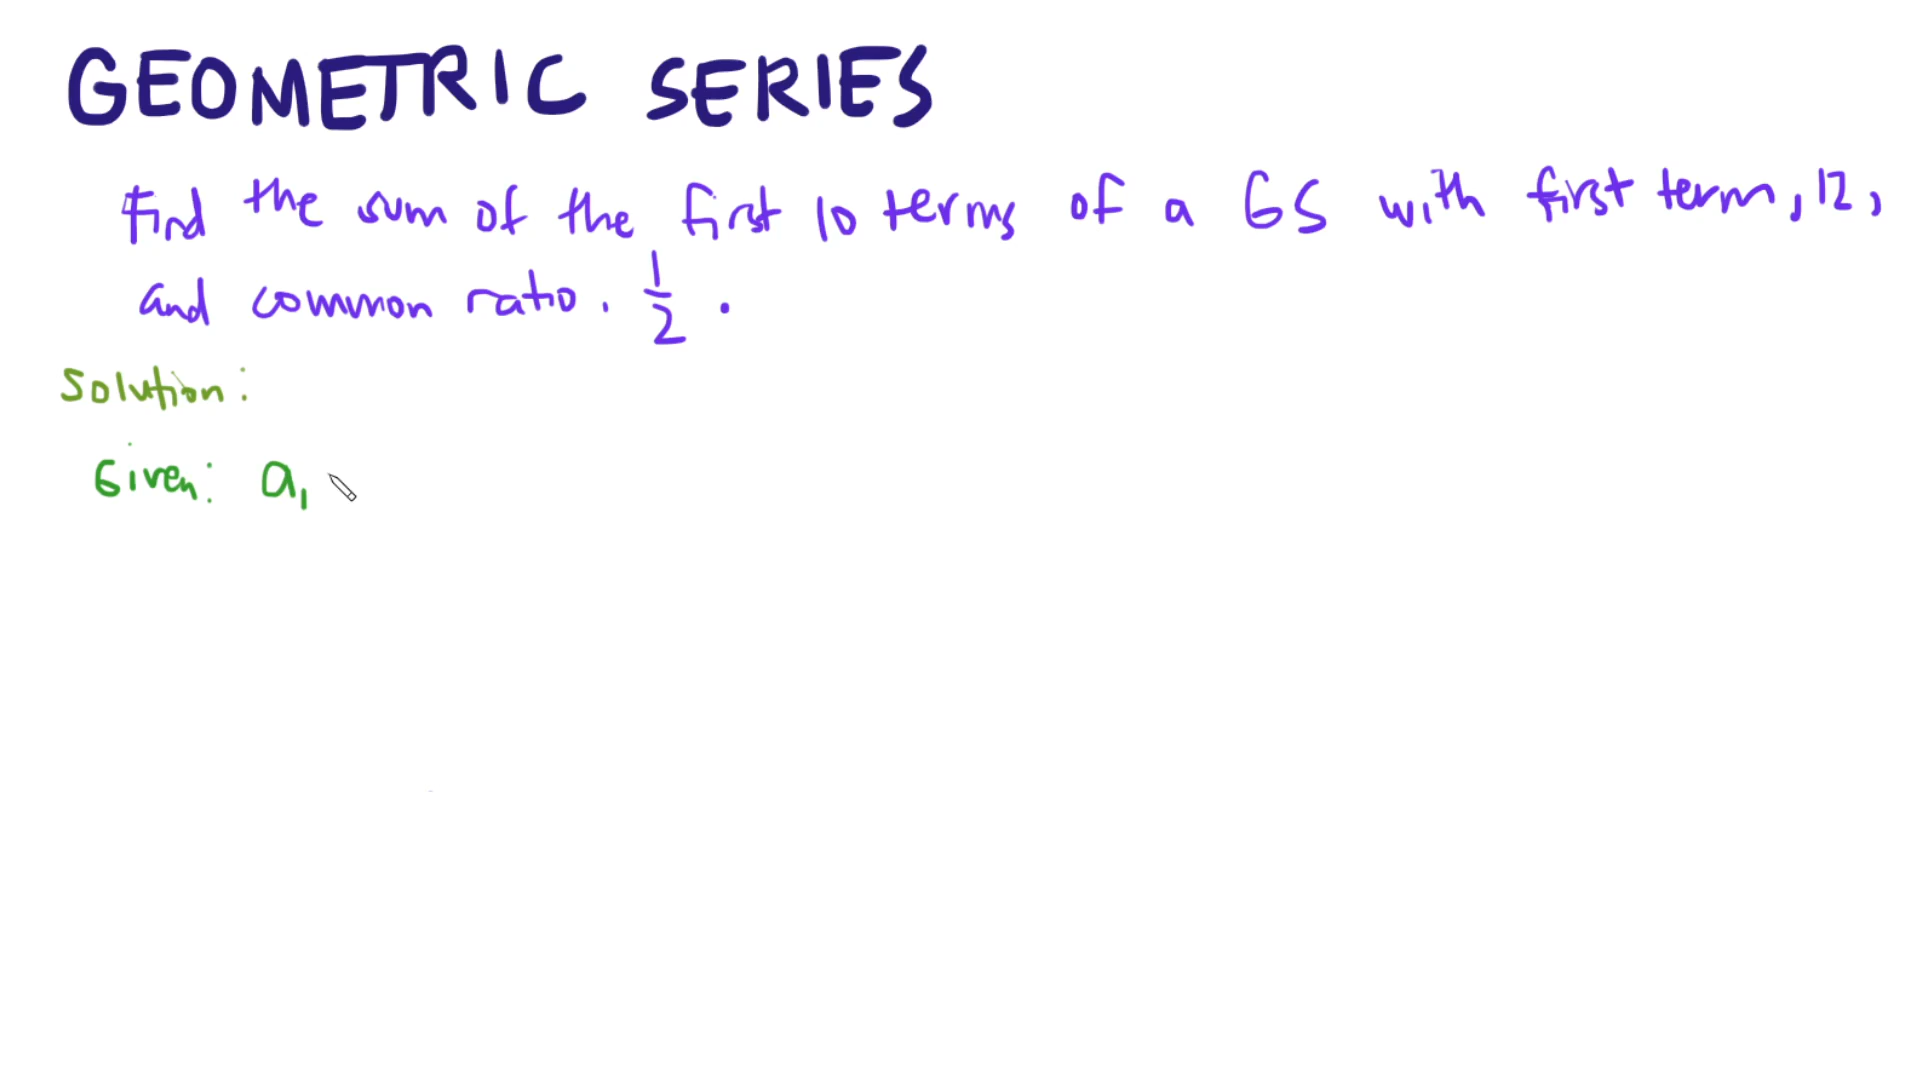 GEOMETRIC SERIES
Find the sum of the first 10 terms of a GS with first term, 12,
and common ratio. 1/2 .
Solution:
Given: a₁